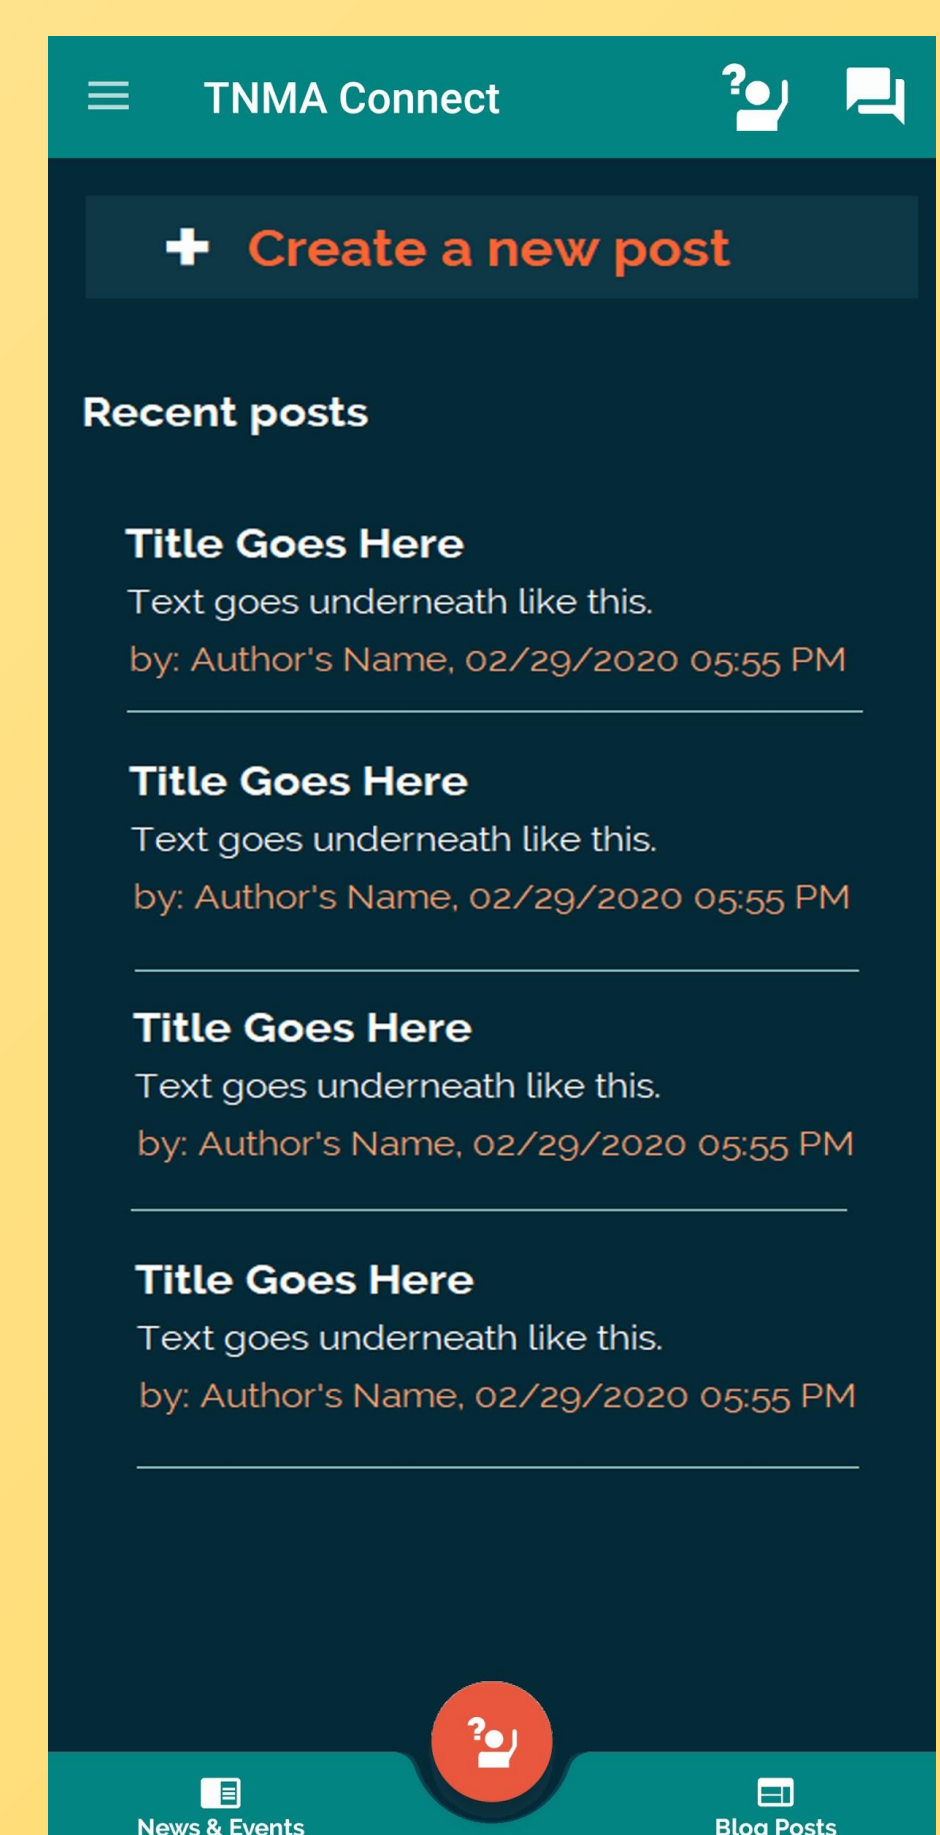 TNMA Connect
Create a new post
Recent posts
Title Goes Here
Text goes underneath like this.
by: Author's Name, 02/29/2020 05:55 PM
Title Goes Here
Text goes underneath like this.
by: Author's Name, 02/29/2020 05:55 PM
Title Goes Here
Text goes underneath like this.
by: Author's Name, 02/29/2020 05:55 PM
Title Goes Here
Text goes underneath like this.
by: Author's Name, 02/29/2020 05:55 PM
News & Events
Blog Posts